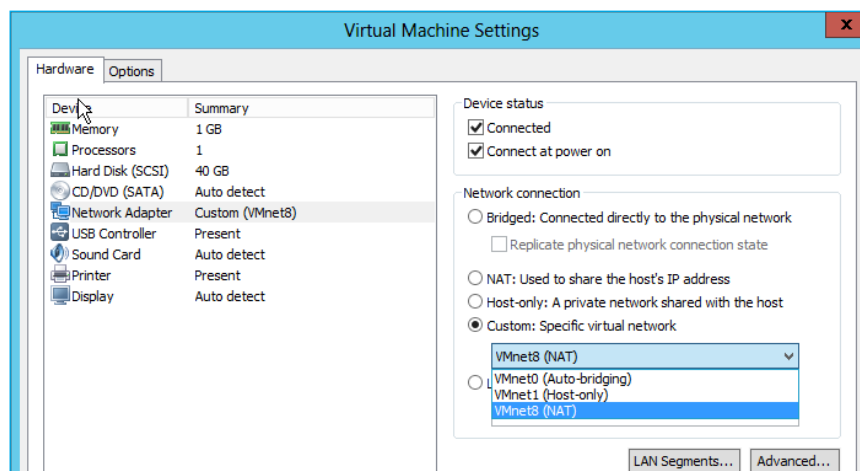 Virtual Machine Settings
x
Hardware
Options
Device Summary
Memory 1 GB
Processors 1
Hard Disk (SCSI) 40 GB
CD/DVD (SATA) Auto detect
Network Adapter Custom (VMnet8)
USB Controller Present
Sound Card Auto detect
Printer Present
Display Auto detect
Device status
Connected
Connect at power on
Network connection
Bridged: Connected directly to the physical network
Replicate physical network connection state
NAT: Used to share the host's IP address
Host-only: A private network shared with the host
Custom: Specific virtual network
VMnet8 (NAT)
L
VMnet0 (Auto-bridging)
VMnet1 (Host-only)
VMnet8 (NAT)
LAN Segments...
Advanced...